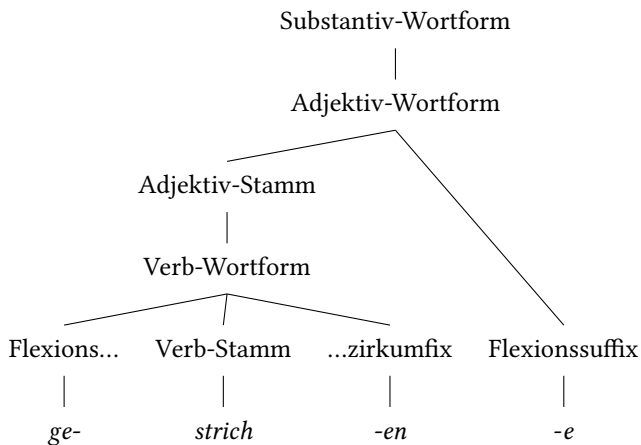 Substantiv-Wortform
Adjektiv-Wortform
Adjektiv-Stamm
Verb-Wortform
Flexions... Verb-Stamm ...zirkumfix Flexionssuffix
ge- strich -en -e